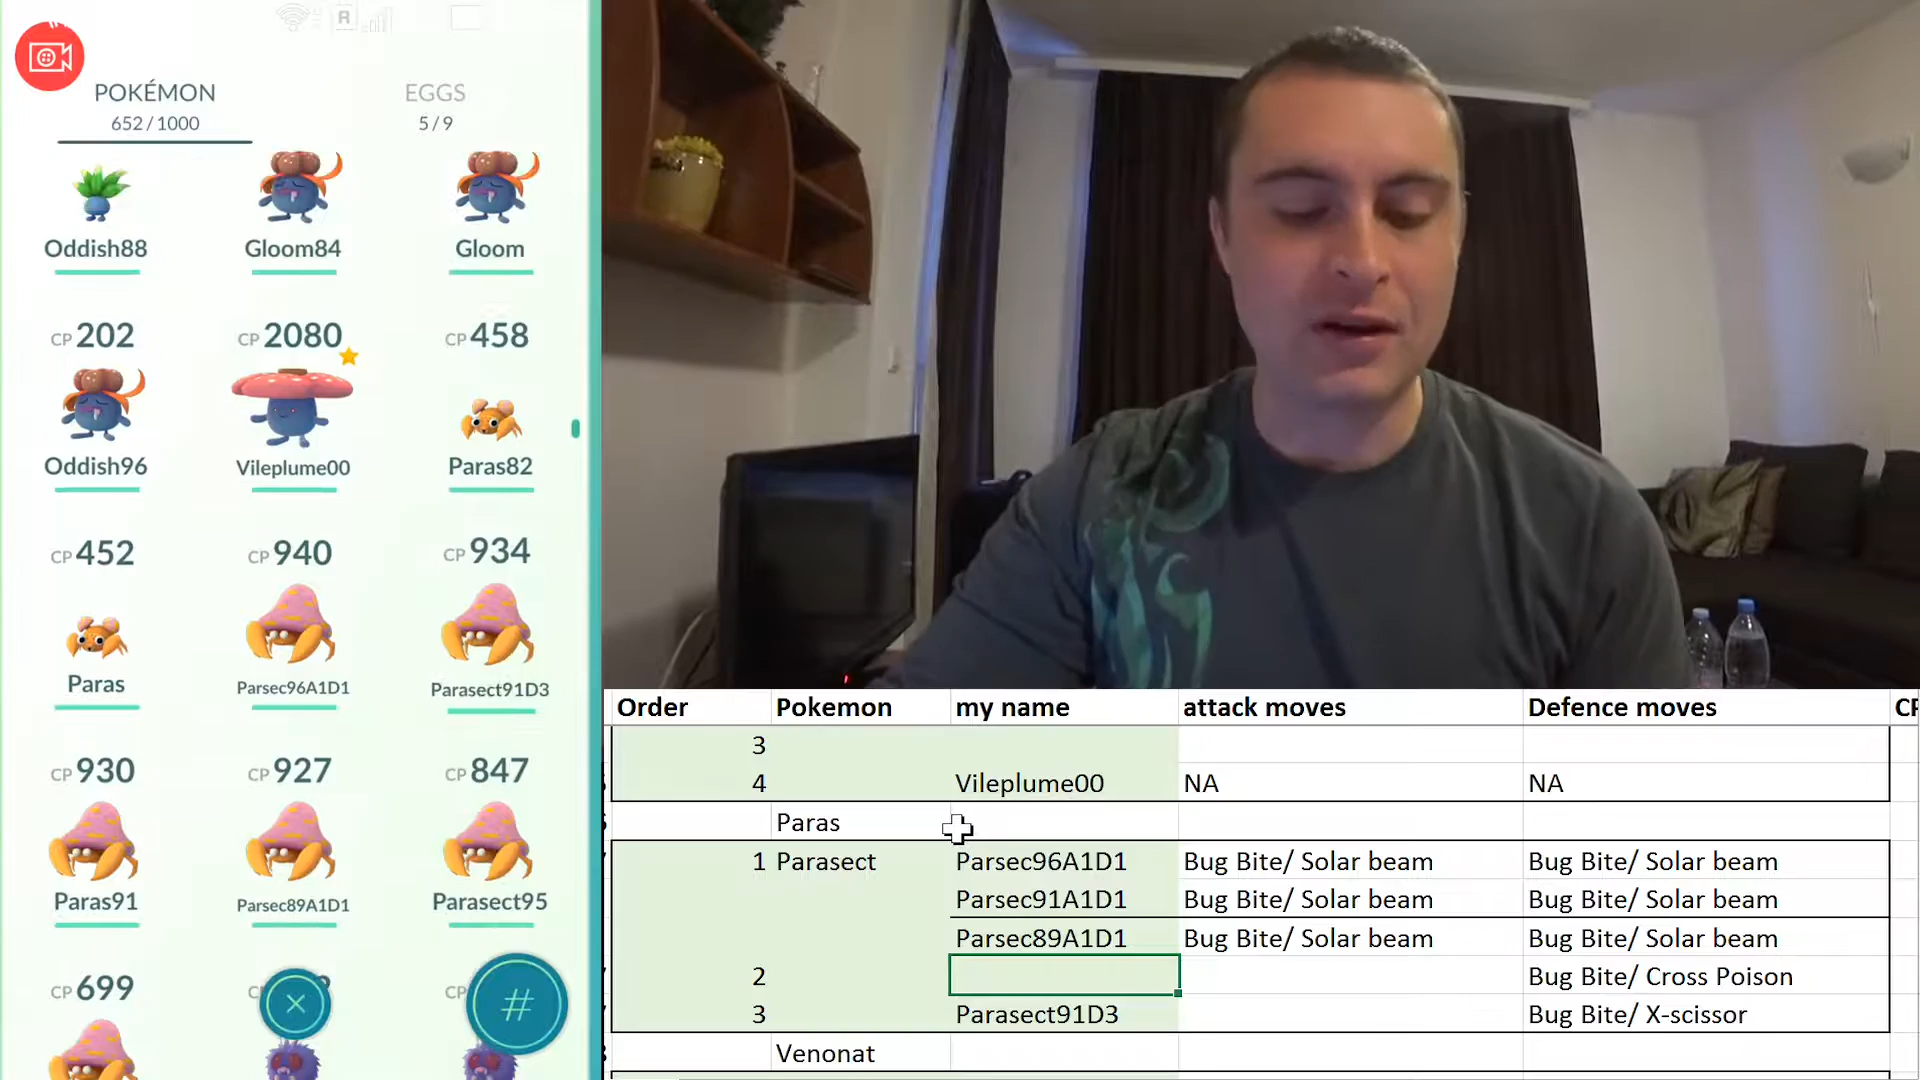 R
POKÉMON
652 / 1000
EGGS
5 / 9
Oddish88
Gloom84
Gloom
CP 202
CP 2080
CP 458
Oddish96
Vileplume00
Paras82
CP 452
CP 940
CP 934
Paras
Parsec96A1D1
Parasect91D3
CP 930
CP 927
CP 847
Paras91
Parsec89A1D1
Parasect95
CP 699
CP
#
Order Pokemon my name attack moves Defence moves
3
4 Vileplume00 NA NA
Paras
1 Parasect Parsec96A1D1 Bug Bite/ Solar beam Bug Bite/ Solar beam
Parsec91A1D1 Bug Bite/ Solar beam Bug Bite/ Solar beam
Parsec89A1D1 Bug Bite/ Solar beam Bug Bite/ Solar beam
2 Bug Bite/ Cross Poison
3 Parasect91D3 Bug Bite/ X-scissor
Venonat